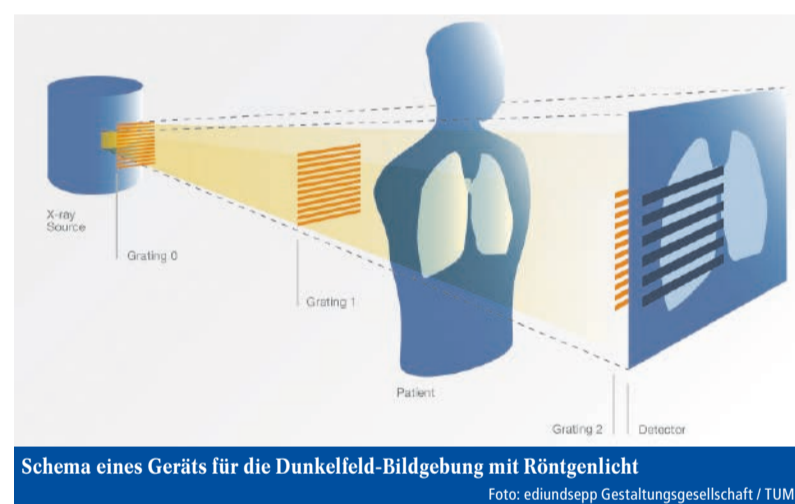 X-ray
Source
Grating 0
Grating 1
Patient
Grating 2
Detector
Schema eines Geräts für die Dunkelfeld-Bildgebung mit Röntgenlicht
Foto: ediundsepp Gestaltungsgesellschaft / TUM